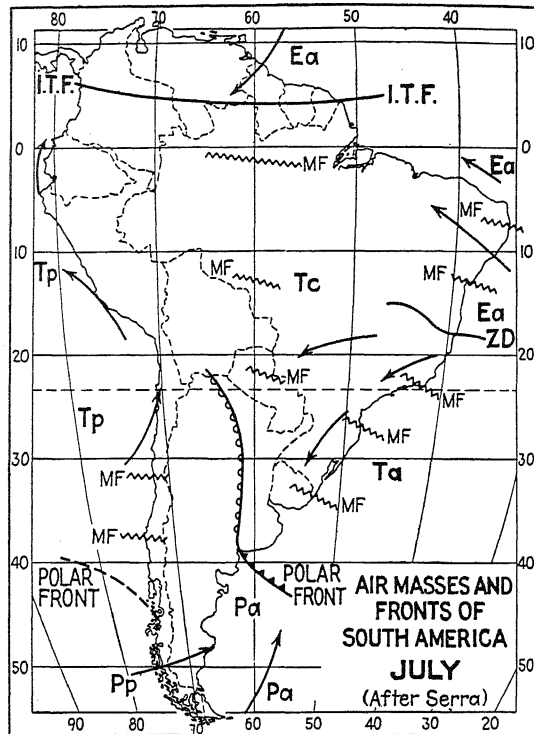 80 70 60 50 40
10 10
Ea
I.T.F. I.T.F.
0 0
MF
Ea
MF
10 10
Tp MF Tc
Ea
ZD
20 20
MF
MF
Tp
MF
30 Ta 30
MF
MF
MF
40 40
POLAR
FRONT
POLAR
FRONT
Pa
AIR MASSES AND
FRONTS OF
SOUTH AMERICA
JULY
(After Serra)
50 50
Pp Pa
90 80 70 60 50 40 30 20